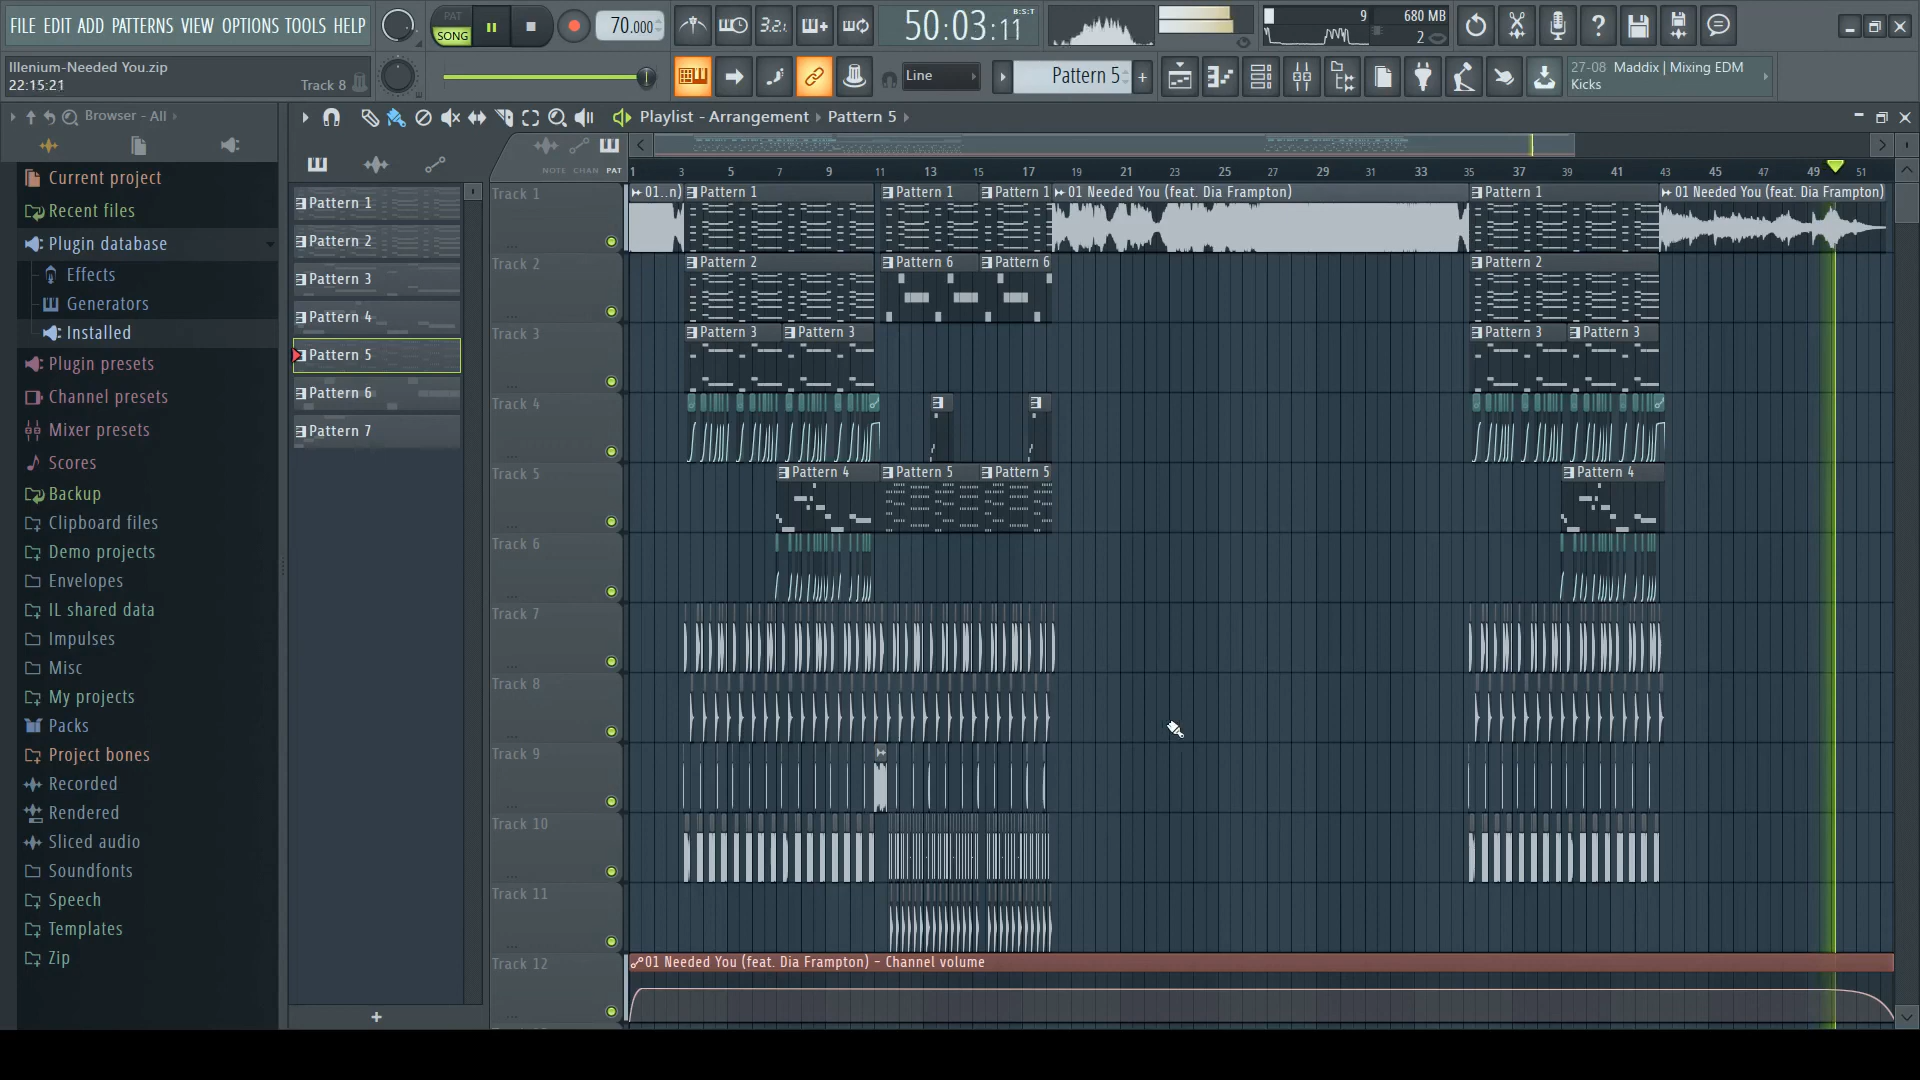 FILE EDIT ADD PATTERNS VIEW OPTIONS TOOLS HELP
PAT
SONG
70.000
3.2.1
50:03:11
B:S:T
9
680 MB
2
Illenium-Needed You.zip
22:15:21
Track 8
Line
Pattern 5
27-08 Maddix | Mixing EDM
Kicks
Browser - All
Playlist - Arrangement
Pattern 5
NOTE CHAN PAT
1 3 5 7 9 11 13 15 17 19 21 23 25 27 29 31 33 35 37 39 41 43 45 47 49 51
Current project
Recent files
Plugin database
Effects
Generators
Installed
Plugin presets
Channel presets
Mixer presets
Scores
Backup
Clipboard files
Demo projects
Envelopes
IL shared data
Impulses
Misc
My projects
Packs
Project bones
Recorded
Rendered
Sliced audio
Soundfonts
Speech
Templates
Zip
Pattern 1
Pattern 2
Pattern 3
Pattern 4
Pattern 5
Pattern 6
Pattern 7
Track 1
01..n)
Pattern 1
Pattern 1
Pattern 1
01 Needed You (feat. Dia Frampton)
Pattern 1
01 Needed You (feat. Dia Frampton)
Track 2
Pattern 2
Pattern 6
Pattern 6
Pattern 2
Track 3
Pattern 3
Pattern 3
Pattern 3
Pattern 3
Track 4
Track 5
Pattern 4
Pattern 5
Pattern 5
Pattern 4
Track 6
Track 7
Track 8
Track 9
Track 10
Track 11
Track 12
01 Needed You (feat. Dia Frampton) - Channel volume